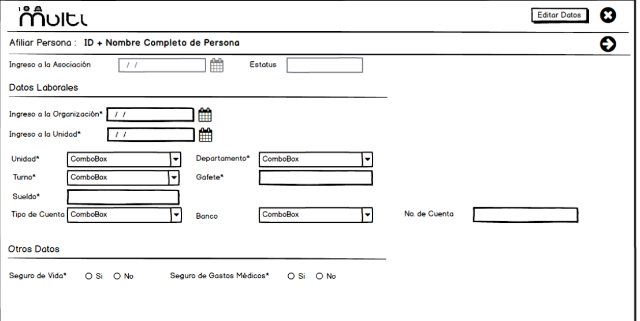 Multi
Editar Datos
Afiliar Persona : ID + Nombre Completo de Persona
Ingreso a la Asociación / / Estatus
Datos Laborales
Ingreso a la Organización* / /
Ingreso a la Unidad* / /
Unidad* ComboBox Departamento* ComboBox
Turno* ComboBox Gafete*
Sueldo*
Tipo de Cuenta ComboBox Banco ComboBox No. de Cuenta
Otros Datos
Seguro de Vida* Si No Seguro de Gastos Médicos* Si No